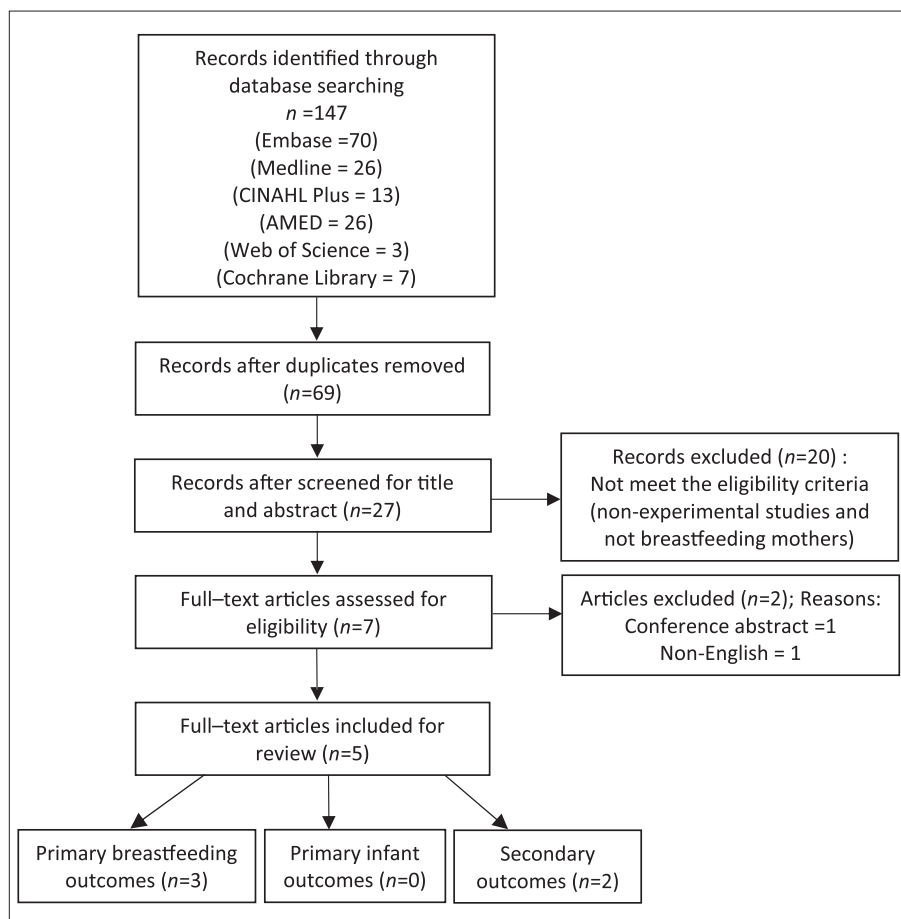 Records identified through
database searching
n =147
(Embase =70)
(Medline = 26)
(CINAHL Plus = 13)
(AMED = 26)
(Web of Science = 3)
(Cochrane Library = 7)
Records after duplicates removed
(n=69)
Records after screened for title
and abstract (n=27)
Records excluded (n=20) :
Not meet the eligibility criteria
(non-experimental studies and
not breastfeeding mothers)
Full–text articles assessed for
eligibility (n=7)
Articles excluded (n=2); Reasons:
Conference abstract =1
Non-English = 1
Full–text articles included for
review (n=5)
Primary breastfeeding
outcomes (n=3)
Primary infant
outcomes (n=0)
Secondary
outcomes (n=2)